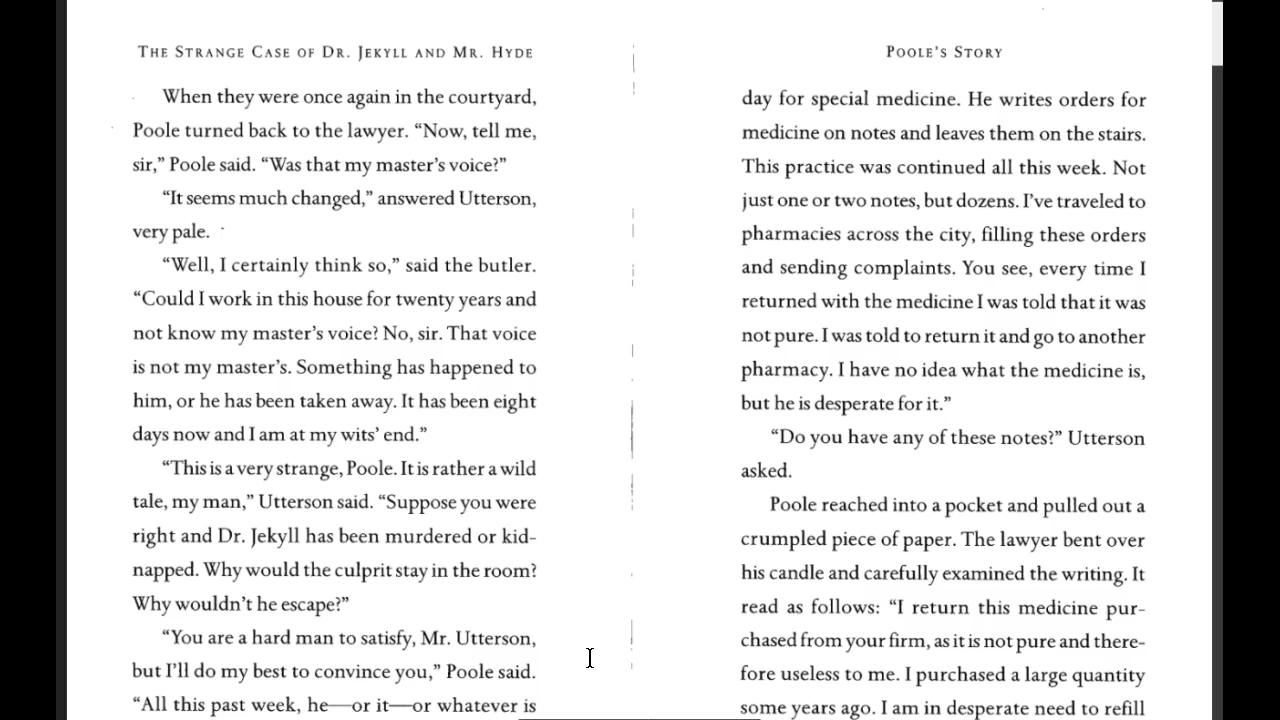 THE STRANGE CASE OF DR. JEKYLL AND MR. HYDE
When they were once again in the courtyard,
Poole turned back to the lawyer. “Now, tell me,
sir,” Poole said. “Was that my master’s voice?”
“It seems much changed,” answered Utterson,
very pale.
“Well, I certainly think so,” said the butler.
“Could I work in this house for twenty years and
not know my master’s voice? No, sir. That voice
is not my master’s. Something has happened to
him, or he has been taken away. It has been eight
days now and I am at my wits’ end.”
“This is a very strange, Poole. It is rather a wild
tale, my man,” Utterson said. “Suppose you were
right and Dr. Jekyll has been murdered or kid-
napped. Why would the culprit stay in the room?
Why wouldn’t he escape?”
“You are a hard man to satisfy, Mr. Utterson,
but I’ll do my best to convince you,” Poole said.
“All this past week, he—or it—or whatever is
POOLE’S STORY
day for special medicine. He writes orders for
medicine on notes and leaves them on the stairs.
This practice was continued all this week. Not
just one or two notes, but dozens. I’ve traveled to
pharmacies across the city, filling these orders
and sending complaints. You see, every time I
returned with the medicine I was told that it was
not pure. I was told to return it and go to another
pharmacy. I have no idea what the medicine is,
but he is desperate for it.”
“Do you have any of these notes?” Utterson
asked.
Poole reached into a pocket and pulled out a
crumpled piece of paper. The lawyer bent over
his candle and carefully examined the writing. It
read as follows: “I return this medicine pur-
chased from your firm, as it is not pure and there-
fore useless to me. I purchased a large quantity
some years ago. I am in desperate need to refill